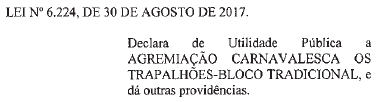 LEI Nº 6.224, DE 30 DE AGOSTO DE 2017.
Declara de Utilidade Pública a
AGREMIAÇÃO CARNAVALESCA OS
TRAPALHÕES-BLOCO TRADICIONAL, e
dá outras providências.